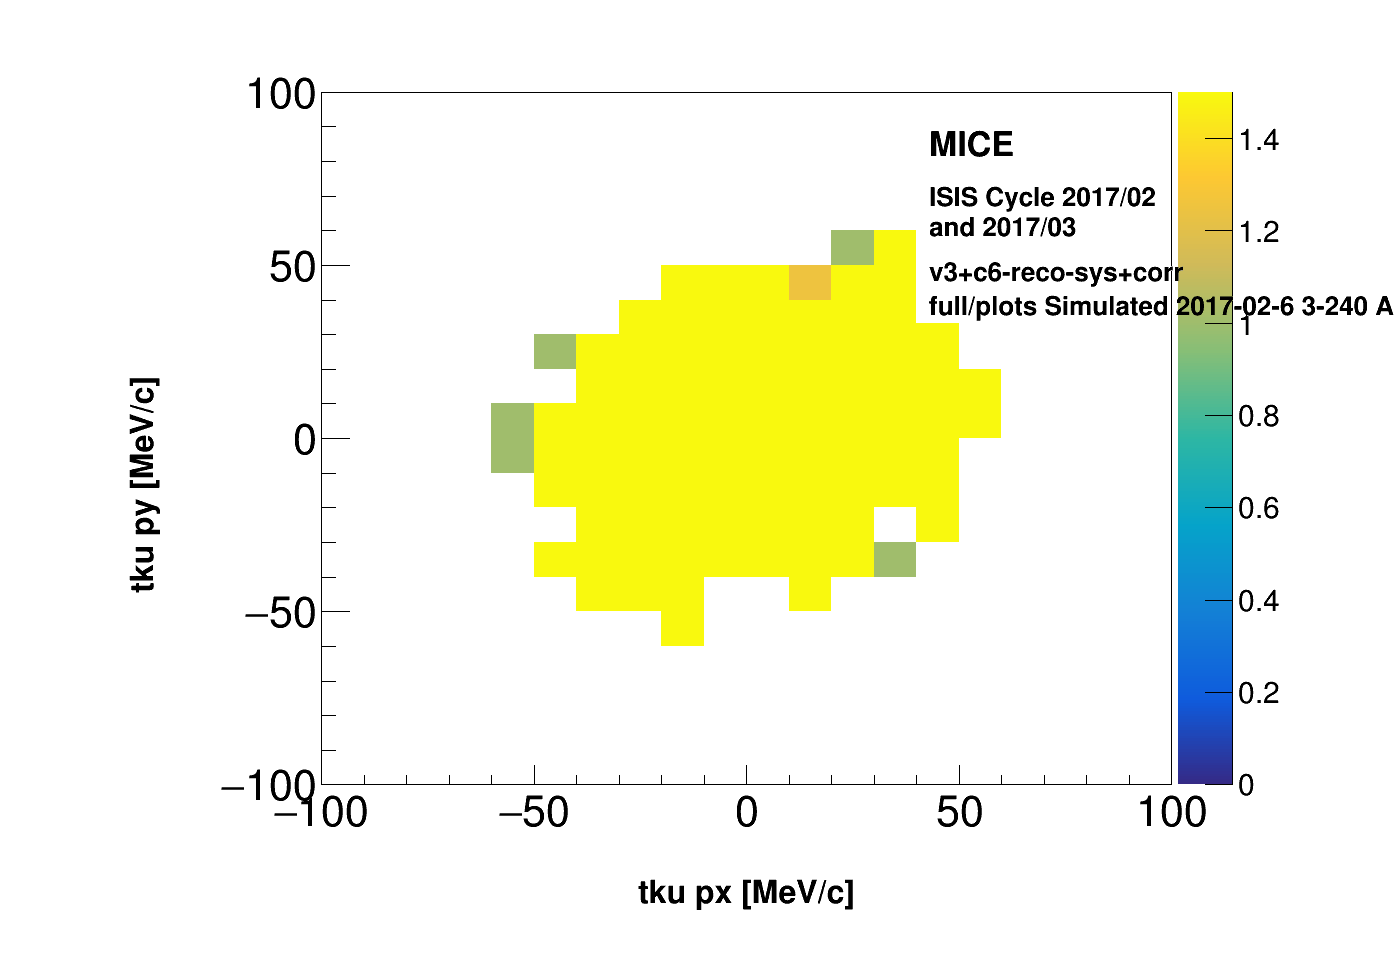 100
50
0
−50
−100
−100
−50
0
50
100
tku px [MeV/c]
tku py [MeV/c]
MICE
ISIS Cycle 2017/02
and 2017/03
v3+c6-reco-sys+corr
full/plots Simulated 2017-02-6 3-240 A
1.4
1.2
1
0.8
0.6
0.4
0.2
0